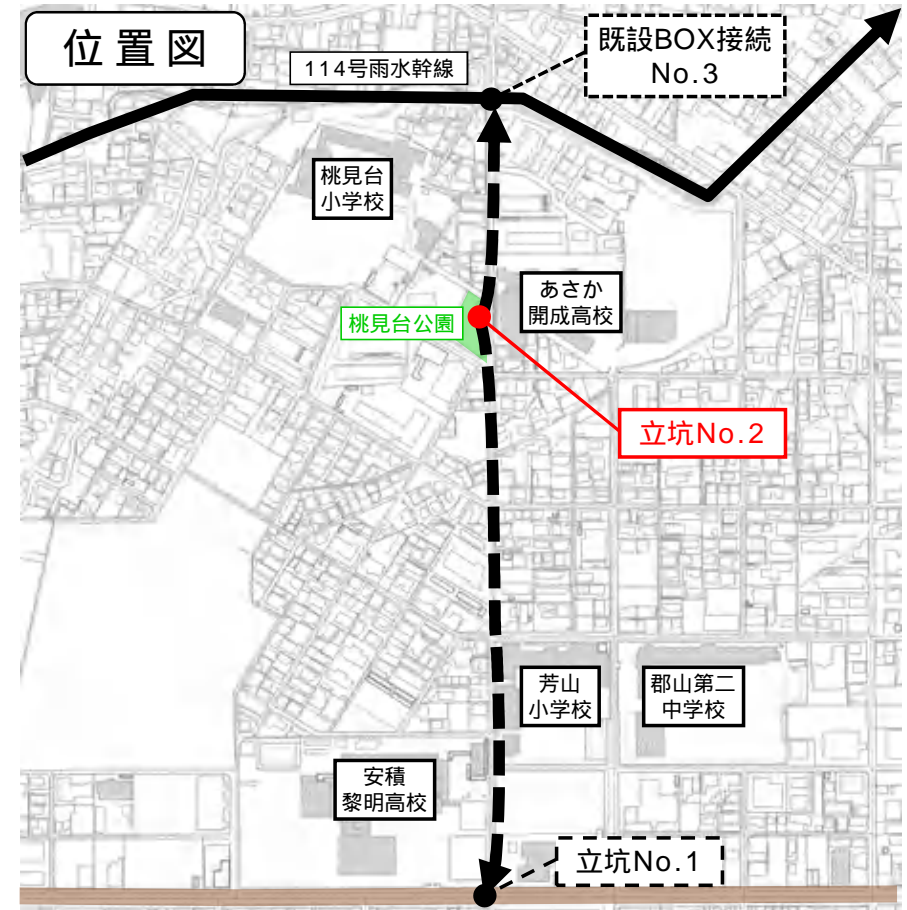 位置図
既設BOX接続
No.3
114号雨水幹線
桃見台
小学校
あさか
開成高校
桃見台公園
立坑No.2
芳山
小学校
郡山第二
中学校
安積
黎明高校
立坑No.1